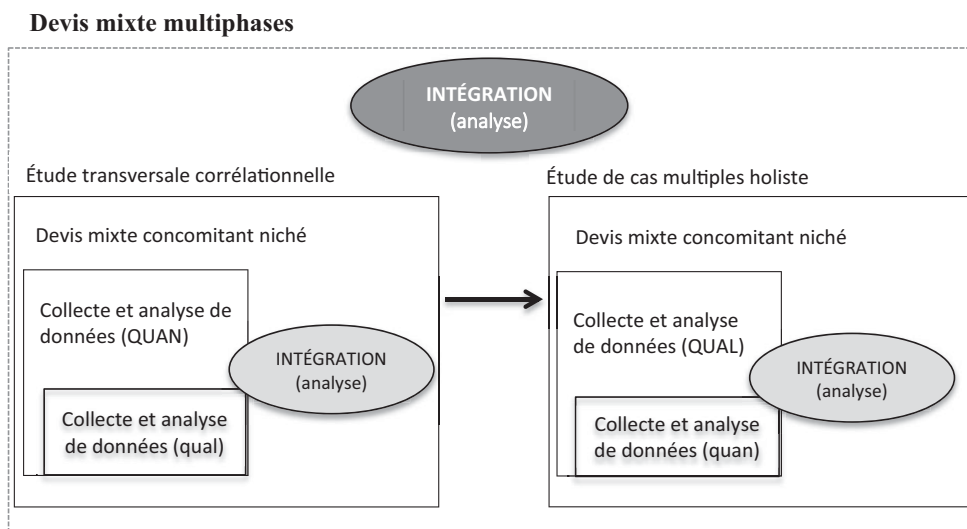 Devis mixte multiphases
INTÉGRATION
(analyse)
Étude transversale corrélationnelle
Devis mixte concomitant niché
Collecte et analyse de
données (QUAN)
INTÉGRATION
(analyse)
Collecte et analyse
de données (qual)
Étude de cas multiples holiste
Devis mixte concomitant niché
Collecte et analyse
de données (QUAL)
INTÉGRATION
(analyse)
Collecte et analyse
de données (quan)